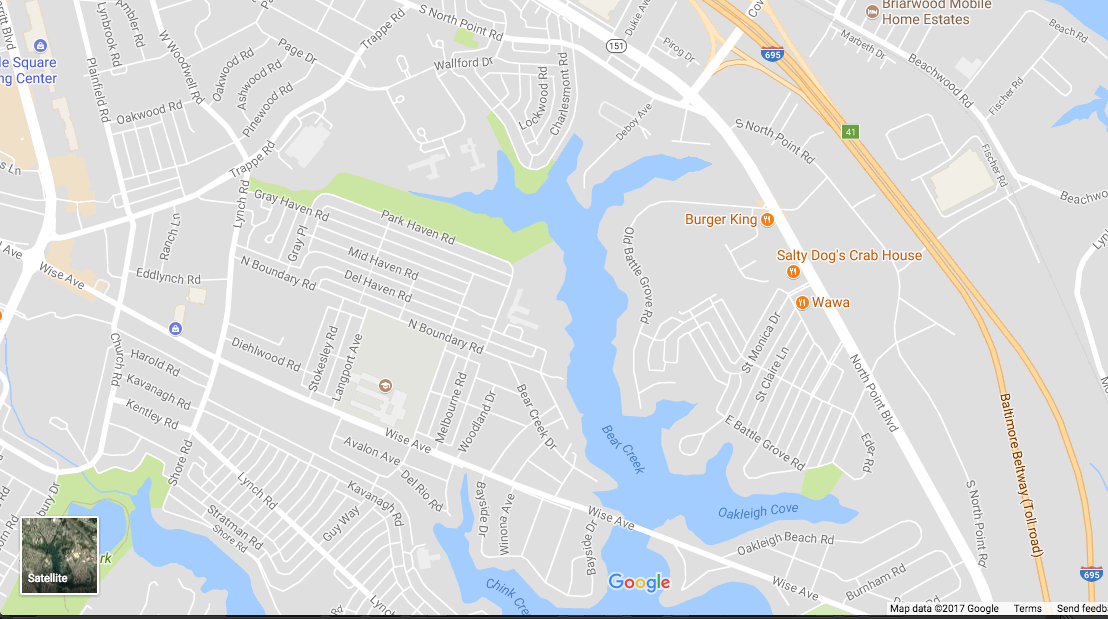 Briarwood Mobile
Home Estates
S North Point Rd
Trappe Rd
Dukie Ave
Pirog Dr
151
695
Marbeth Dr
Beach Rd
Beachwood Rd
Fischer Rd
Page Dr
W Woodwell Rd
Lynbrook Rd
Plainfield Rd
Oakwood Rd
Ashwood Rd
Pinewood Rd
Oakwood Rd
Wallford Dr
Lockwood Rd
Charlesmont Rd
Deboy Ave
S North Point Rd
41
Fischer Rd
Trappe Rd
Lynch Rd
Gray Haven Rd
Park Haven Rd
Gray Pl
Ranch Ln
Mid Haven Rd
Del Haven Rd
Eddlynch Rd
N Boundary Rd
Wise Ave
Burger King
Salty Dog's Crab House
Wawa
Old Battle Grove Rd
St Monica Dr
St Claire Ln
N Boundary Rd
Stokesley Rd
Langport Ave
Diehlwood Rd
Church Rd
Harold Rd
Kavanagh Rd
Kentley Rd
Melbourne Rd
Woodland Dr
Bear Creek Dr
North Point Blvd
Baltimore Beltway (Toll road)
E Battle Grove Rd
Eder Rd
Wise Ave
Avalon Ave
Del Rio Rd
Bear Creek
Shore Rd
Lynch Rd
Kavanagh Rd
Stratman Rd
Shore Rd
Guy Way
Bayside Dr
Winona Ave
Wise Ave
Bayside Dr
Oakleigh Cove
Oakleigh Beach Rd
S North Point Rd
Burnham Rd
Wise Ave
695
Satellite
Google
Map data ©2017 Google
Terms